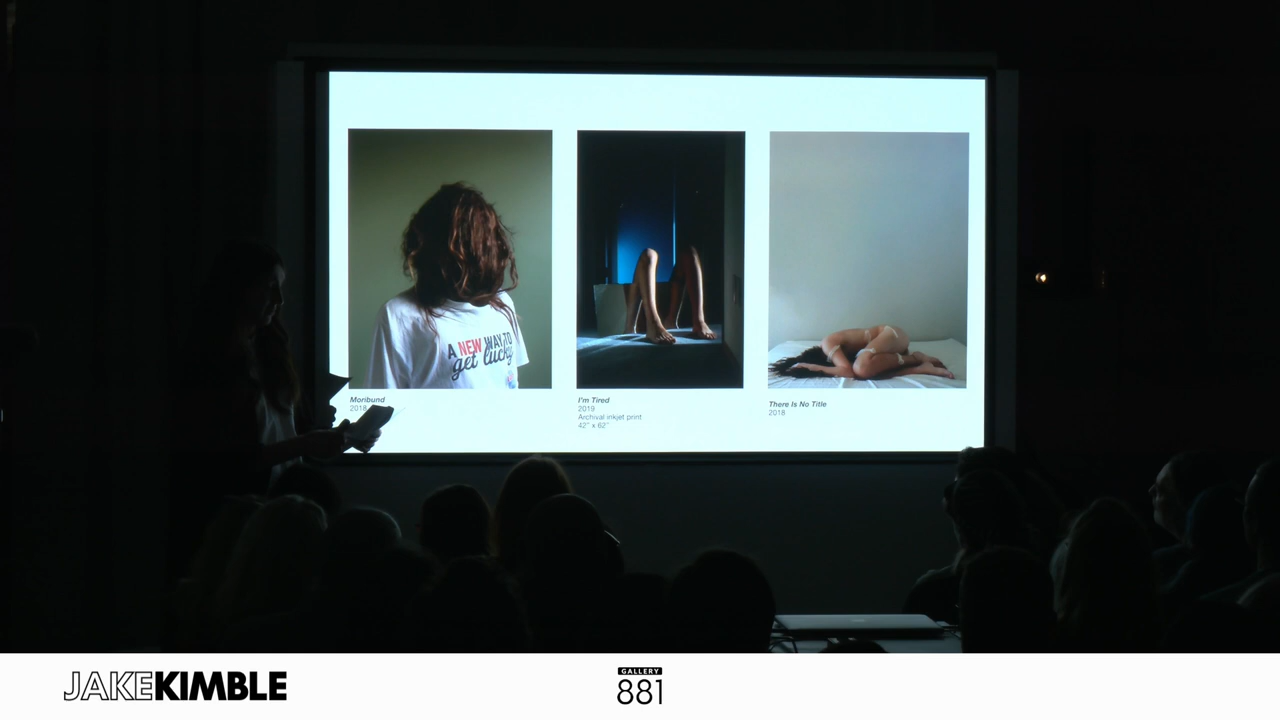 A NEW WAY TO
get lucky
Moribund
2018
I'm Tired
2019
Archival inkjet print
42" x 62"
There Is No Title
2018
JAKEKIMBLE
GALLERY
881